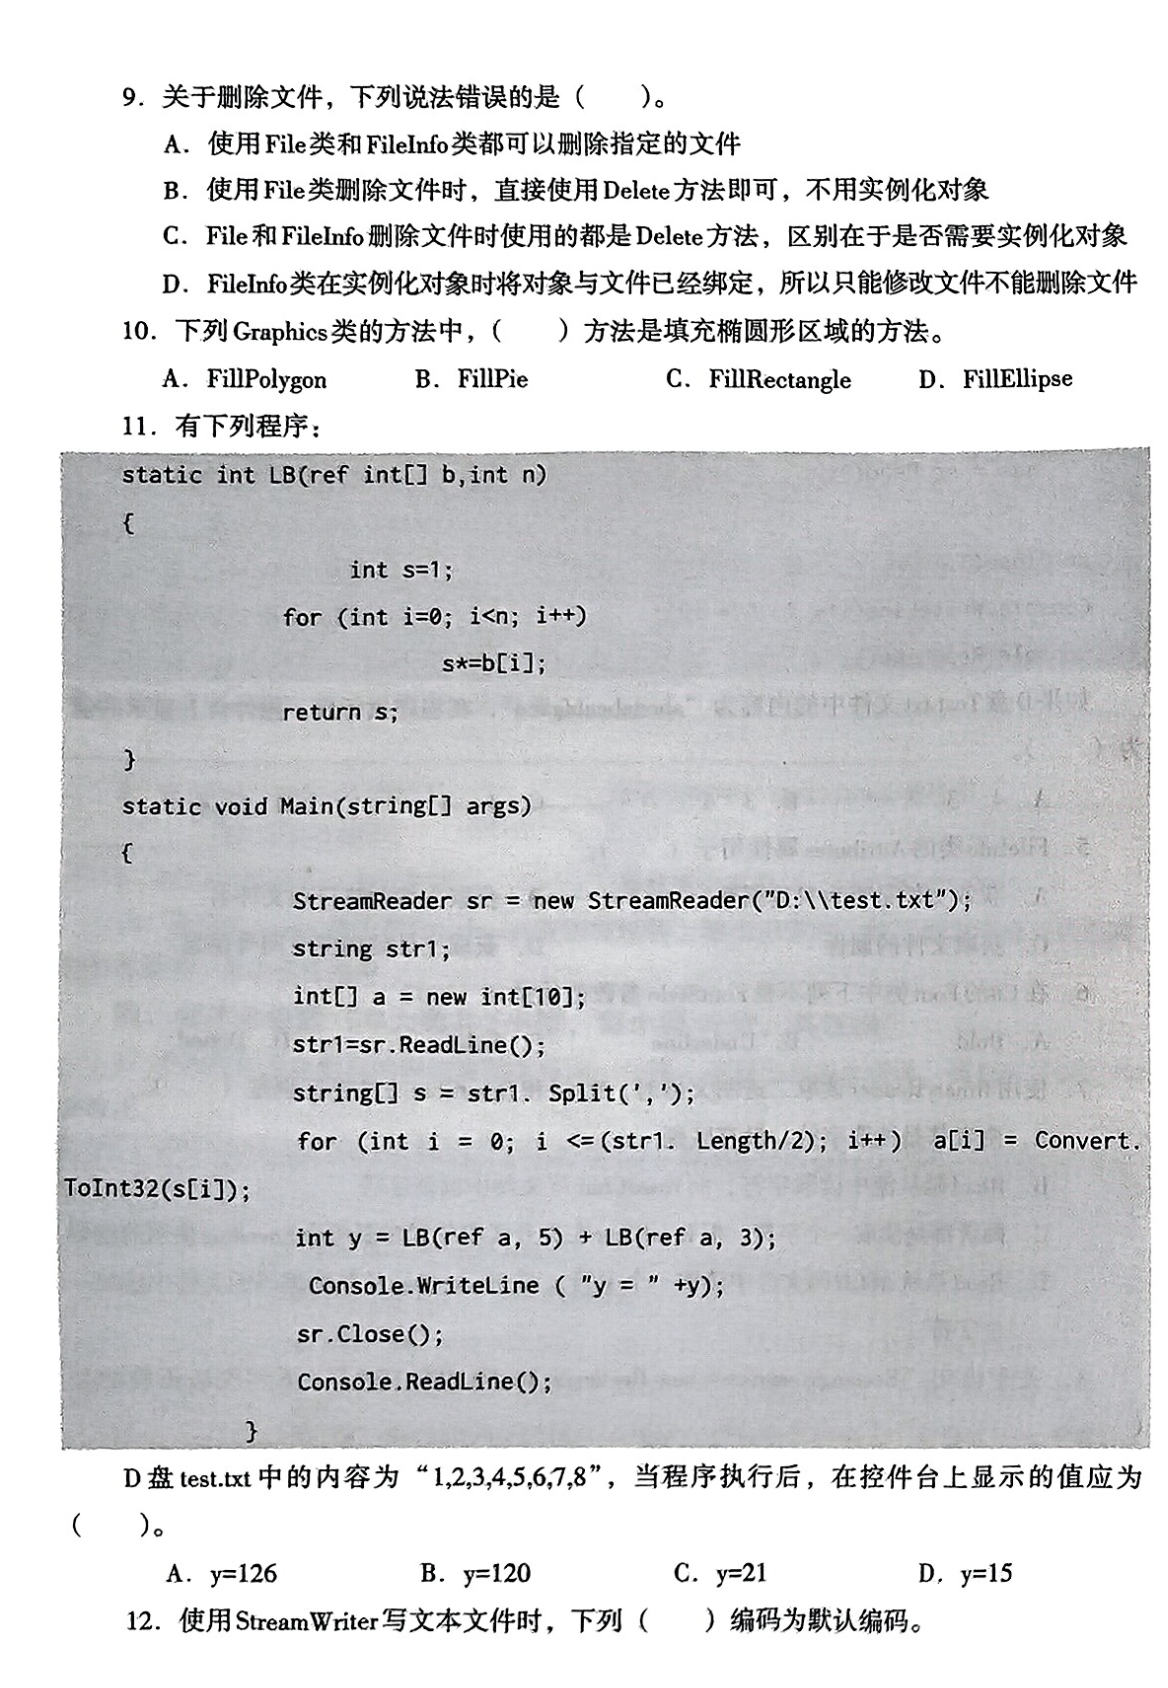 9. 关于删除文件，下列说法错误的是（　　）。
A. 使用File类和FileInfo类都可以删除指定的文件
B. 使用File类删除文件时，直接使用Delete方法即可，不用实例化对象
C. File和FileInfo删除文件时使用的都是Delete方法，区别在于是否需要实例化对象
D. FileInfo类在实例化对象时将对象与文件已经绑定，所以只能修改文件不能删除文件
10. 下列Graphics类的方法中，（　　）方法是填充椭圆形区域的方法。
A. FillPolygon B. FillPie C. FillRectangle D. FillEllipse
11. 有下列程序：
static int LB(ref int[] b,int n)
{
int s=1;
for (int i=0; i<n; i++)
s*=b[i];
return s;
}
static void Main(string[] args)
{
StreamReader sr = new StreamReader("D:\\test.txt");
string str1;
int[] a = new int[10];
str1=sr.ReadLine();
string[] s = str1. Split(',');
for (int i = 0; i <=(str1. Length/2); i++) a[i] = Convert.
ToInt32(s[i]);
int y = LB(ref a, 5) + LB(ref a, 3);
Console.WriteLine ( "y = " +y);
sr.Close();
Console.ReadLine();
}
D盘test.txt中的内容为“1,2,3,4,5,6,7,8”，当程序执行后，在控件台上显示的值应为
（　　）。
A. y=126 B. y=120 C. y=21 D. y=15
12. 使用StreamWriter写文本文件时，下列（　　）编码为默认编码。